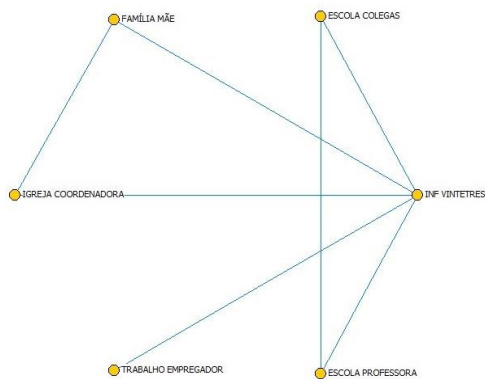 FAMÍLIA MÃE
ESCOLA COLEGAS
IGREJA COORDENADORA
INF VINTETRES
TRABALHO EMPREGADOR
ESCOLA PROFESSORA